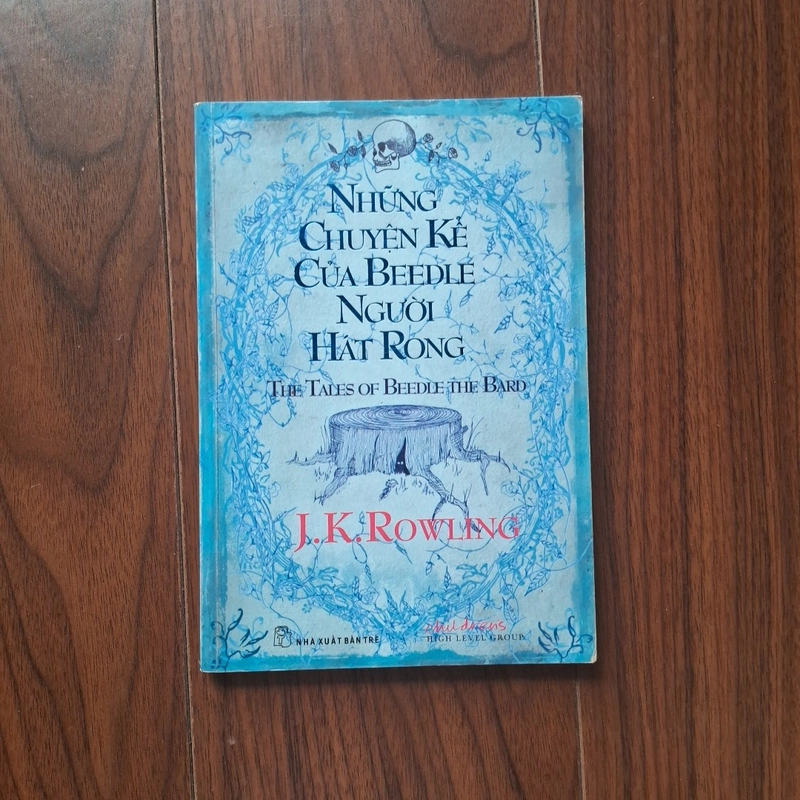 NHỮNG
CHUYỆN KỂ
CỦA BEEDLE
NGƯỜI
HÁT RONG
THE TALES OF BEEDLE THE BARD
J.K. ROWLING
NHÀ XUẤT BẢN TRẺ
children's
HIGH LEVEL GROUP